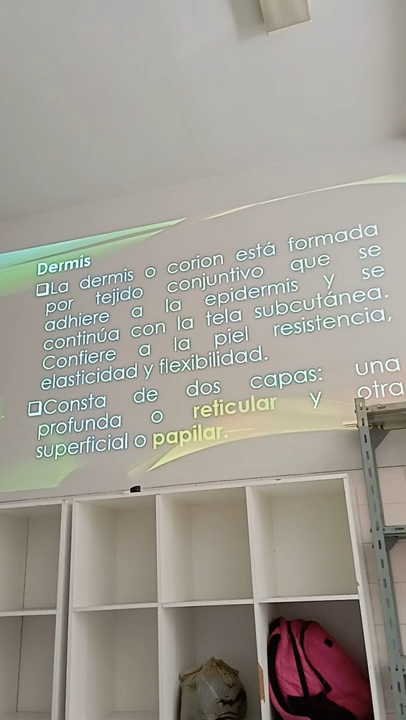 Dermis
❑La dermis o corion está formada
por tejido conjuntivo que se
adhiere a la epidermis y se
continúa con la tela subcutánea.
Confiere a la piel resistencia,
elasticidad y flexibilidad.
❑Consta de dos capas: una
profunda o reticular y otra
superficial o papilar.